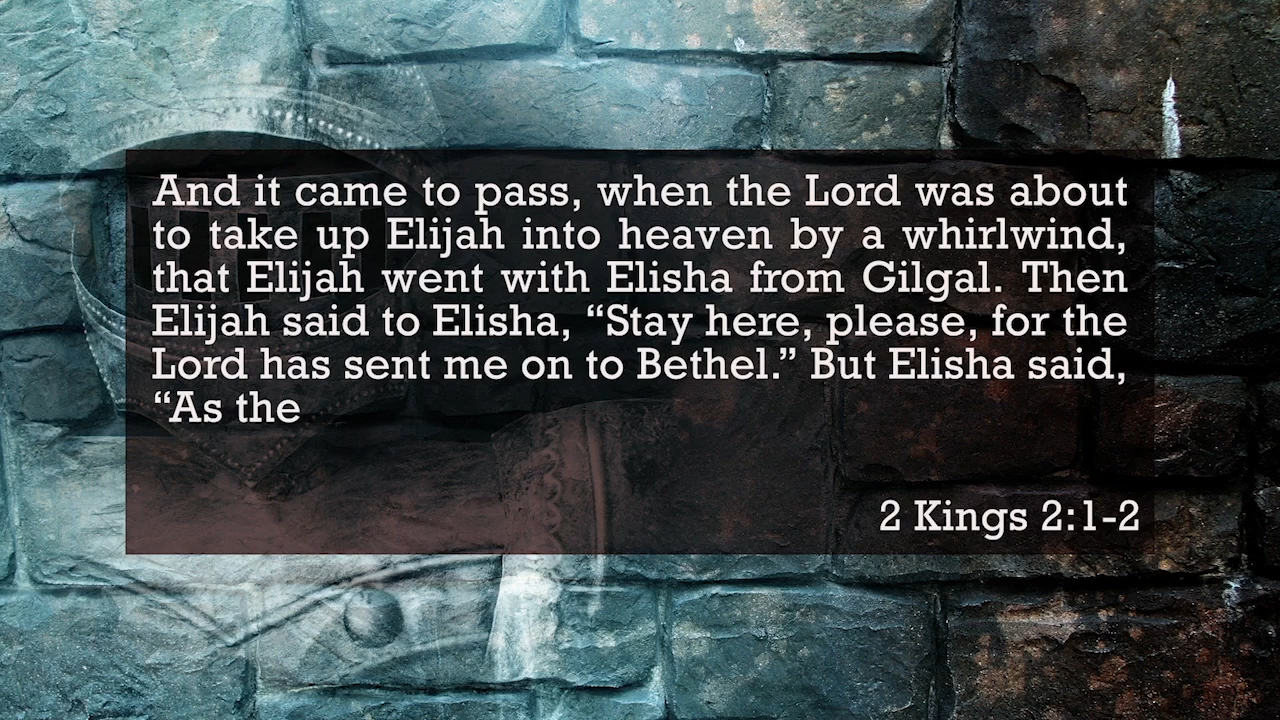 And it came to pass, when the Lord was about
to take up Elijah into heaven by a whirlwind,
that Elijah went with Elisha from Gilgal. Then
Elijah said to Elisha, “Stay here, please, for the
Lord has sent me on to Bethel.” But Elisha said,
“As the
2 Kings 2:1-2